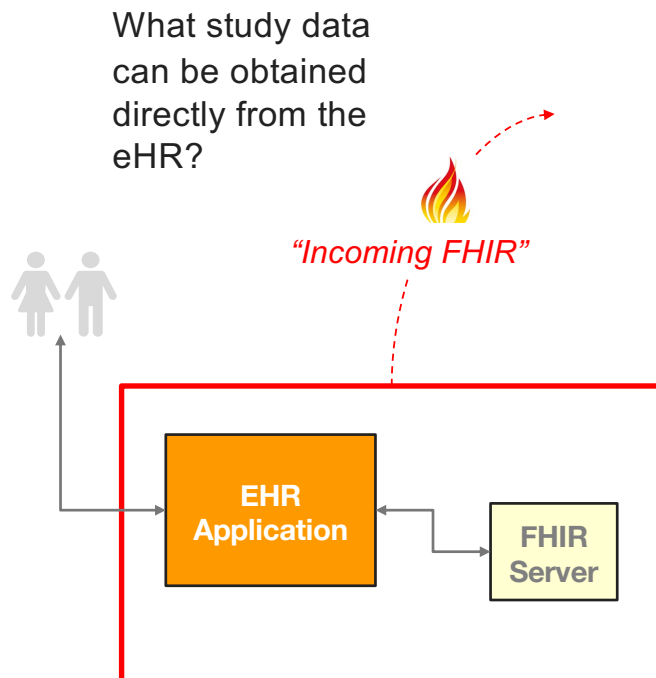 What study data
can be obtained
directly from the
eHR?
“Incoming FHIR”
EHR
Application
FHIR
Server